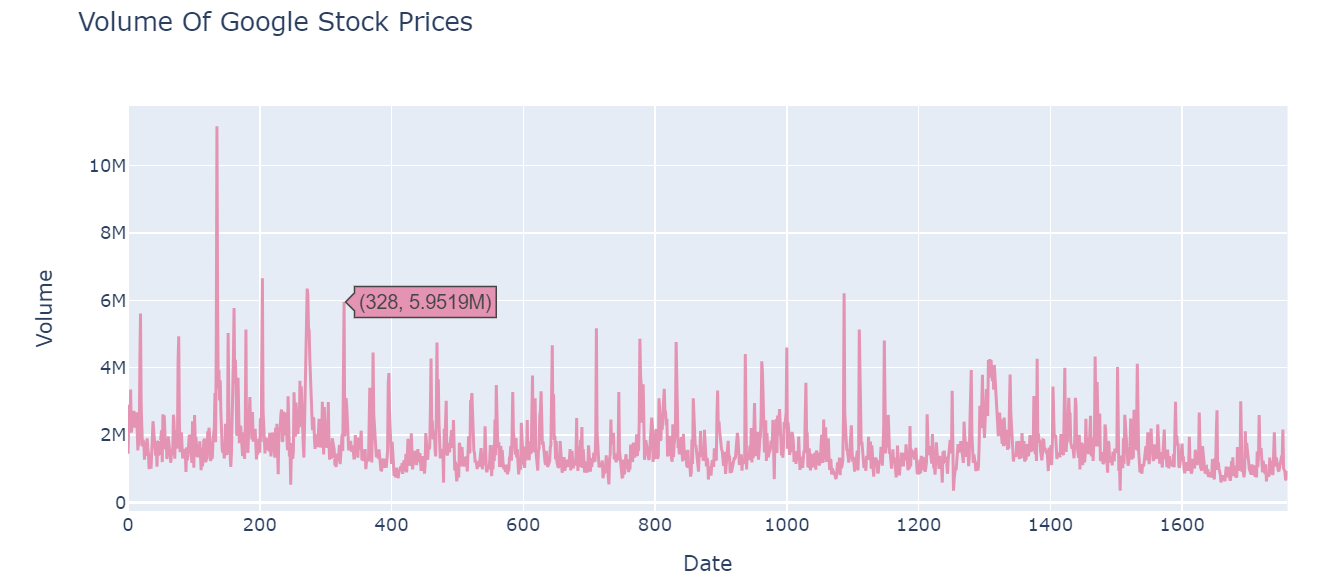 Volume Of Google Stock Prices
10M
8M
6M
4M
2M
0
(328, 5.9519M)
Volume
0 200 400 600 800 1000 1200 1400 1600
Date